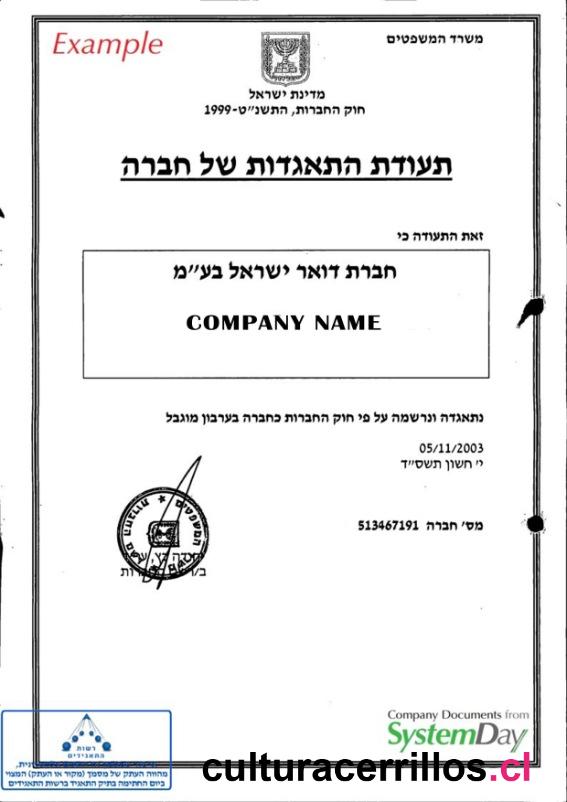 Example
משרד המשפטים
מדינת ישראל
חוק החברות, התשנ"ט-1999
תעודת התאגדות של חברה
זאת התעודה כי
חברת דואר ישראל בע"מ
COMPANY NAME
נתאגדה ונרשמה על פי חוק החברות כחברה בערבון מוגבל
05/11/2003
י' חשון תשס"ד
מס' חברה 513467191
Company Documents from
SystemDay
רשות
התאגידים
מהווה העתק של מסמך (מקור או העתק) המצוי
ביום החתימה בתיק התאגיד ברשות התאגידים
culturacerrillos.cl